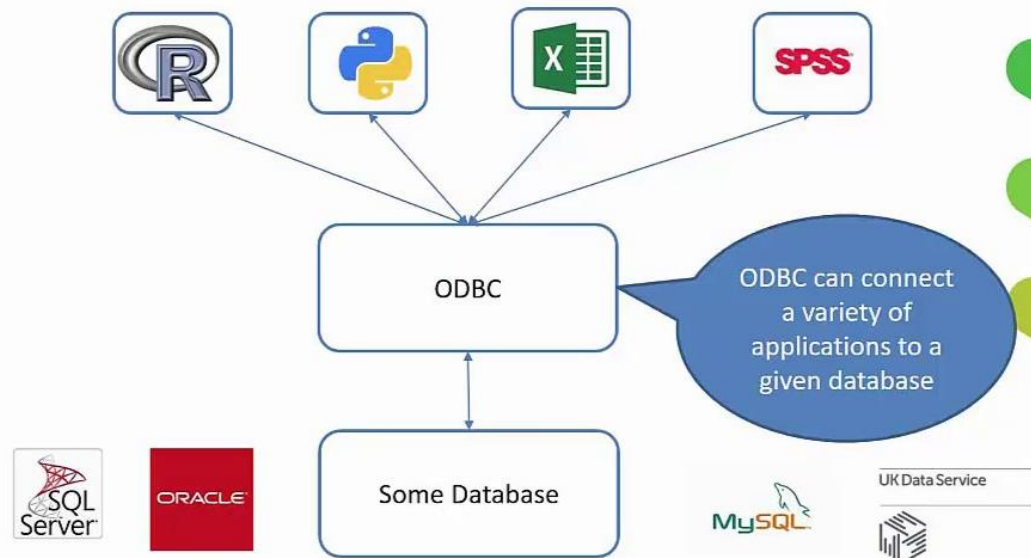 R
X
SPSS
ODBC
ODBC can connect
a variety of
applications to a
given database
Some Database
SQL
Server
ORACLE
MySQL
UK Data Service